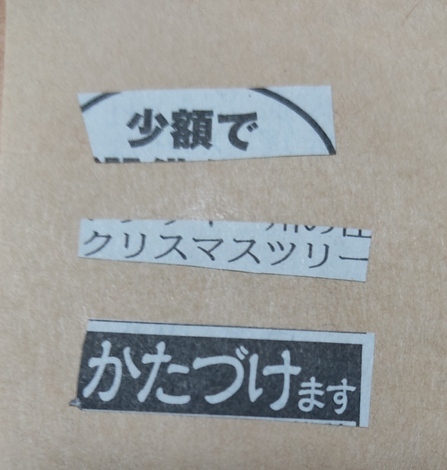 少額で
クリスマスツリー
かたづけます